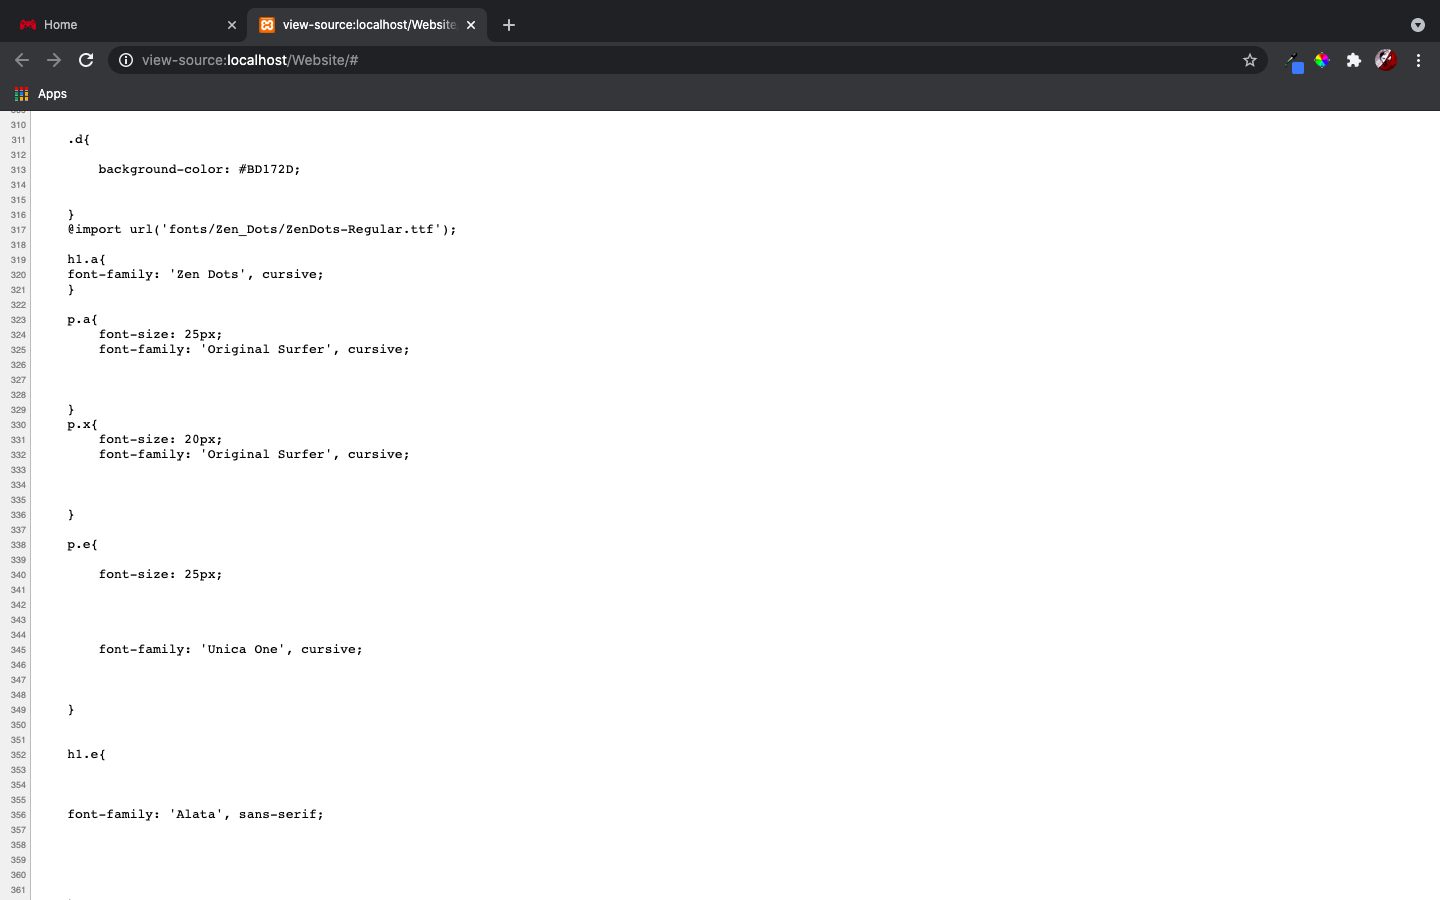 Home
view-source:localhost/Website
view-source:localhost/Website/#
Apps
310
311 .d{
312
313 background-color: #BD172D;
314
315
316 }
317 @import url('fonts/Zen_Dots/ZenDots-Regular.ttf');
318
319 h1.a{
320 font-family: 'Zen Dots', cursive;
321 }
322
323 p.a{
324 font-size: 25px;
325 font-family: 'Original Surfer', cursive;
326
327
328
329 }
330 p.x{
331 font-size: 20px;
332 font-family: 'Original Surfer', cursive;
333
334
335
336 }
337
338 p.e{
339
340 font-size: 25px;
341
342
343
344
345 font-family: 'Unica One', cursive;
346
347
348
349 }
350
351
352 h1.e{
353
354
355
356 font-family: 'Alata', sans-serif;
357
358
359
360
361